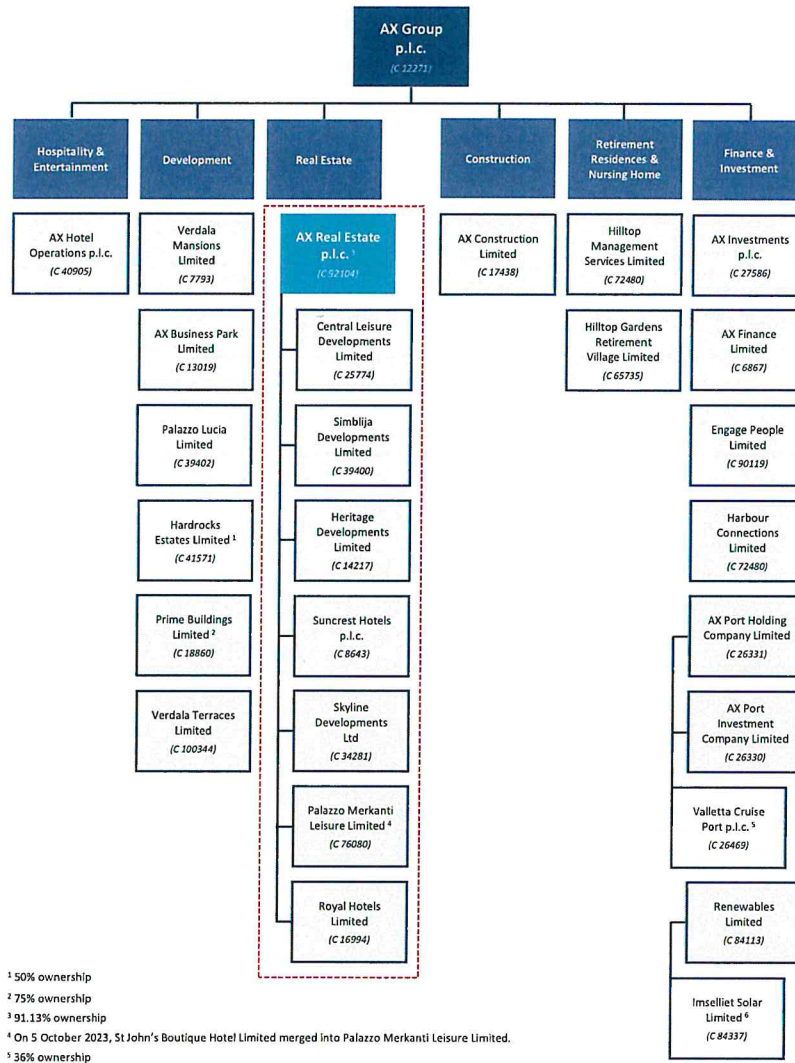 AX Group
p.l.c.
(C 12271)
Hospitality &
Entertainment
Development
Real Estate
Construction
Retirement
Residences &
Nursing Home
Finance &
Investment
AX Hotel
Operations p.l.c.
(C 40905)
Verdala
Mansions
Limited
(C 7793)
AX Business Park
Limited
(C 13019)
Palazzo Lucia
Limited
(C 39402)
Hardrocks
Estates Limited ¹
(C 41571)
Prime Buildings
Limited ²
(C 18860)
Verdala Terraces
Limited
(C 100344)
AX Real Estate
p.l.c.
(C 92104)
Central Leisure
Developments
Limited
(C 25774)
Simblija
Developments
Limited
(C 39400)
Heritage
Developments
Limited
(C 14217)
Suncrest Hotels
p.l.c.
(C 8643)
Skyline
Developments
Ltd
(C 34281)
Palazzo Merkanti
Leisure Limited ⁴
(C 76080)
Royal Hotels
Limited
(C 16994)
AX Construction
Limited
(C 17438)
Hilltop
Management
Services Limited
(C 72480)
Hilltop Gardens
Retirement
Village Limited
(C 65735)
AX Investments
p.l.c.
(C 27586)
AX Finance
Limited
(C 6867)
Engage People
Limited
(C 90119)
Harbour
Connections
Limited
(C 72480)
AX Port Holding
Company Limited
(C 26331)
AX Port
Investment
Company Limited
(C 26330)
Valletta Cruise
Port p.l.c. ⁵
(C 26469)
Renewables
Limited
(C 84113)
Imselliet Solar
Limited ⁶
(C 84337)
¹ 50% ownership
² 75% ownership
³ 91.13% ownership
⁴ On 5 October 2023, St John's Boutique Hotel Limited merged into Palazzo Merkanti Leisure Limited.
⁵ 36% ownership